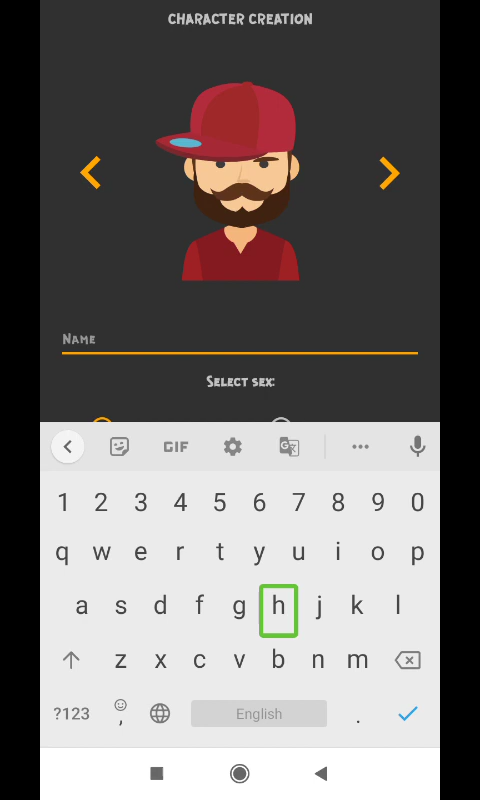 CHARACTER CREATION
Name
Select sex:
GIF
1 2 3 4 5 6 7 8 9 0
q w e r t y u i o p
a s d f g h j k l
z x c v b n m
?123 , English .